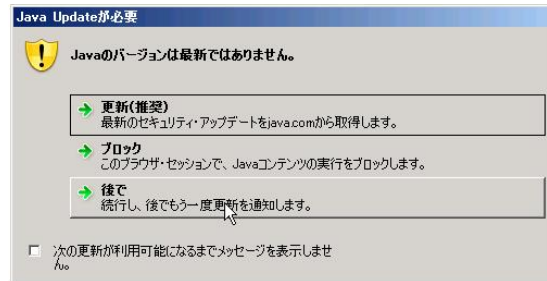 Java Updateが必要
Javaのバージョンは最新ではありません。
更新(推奨)
最新のセキュリティ・アップデートをjava.comから取得します。
ブロック
このブラウザ・セッションで、Javaコンテンツの実行をブロックします。
後で
続行し、後でもう一度更新を通知します。
次の更新が利用可能になるまでメッセージを表示しませ
ん。